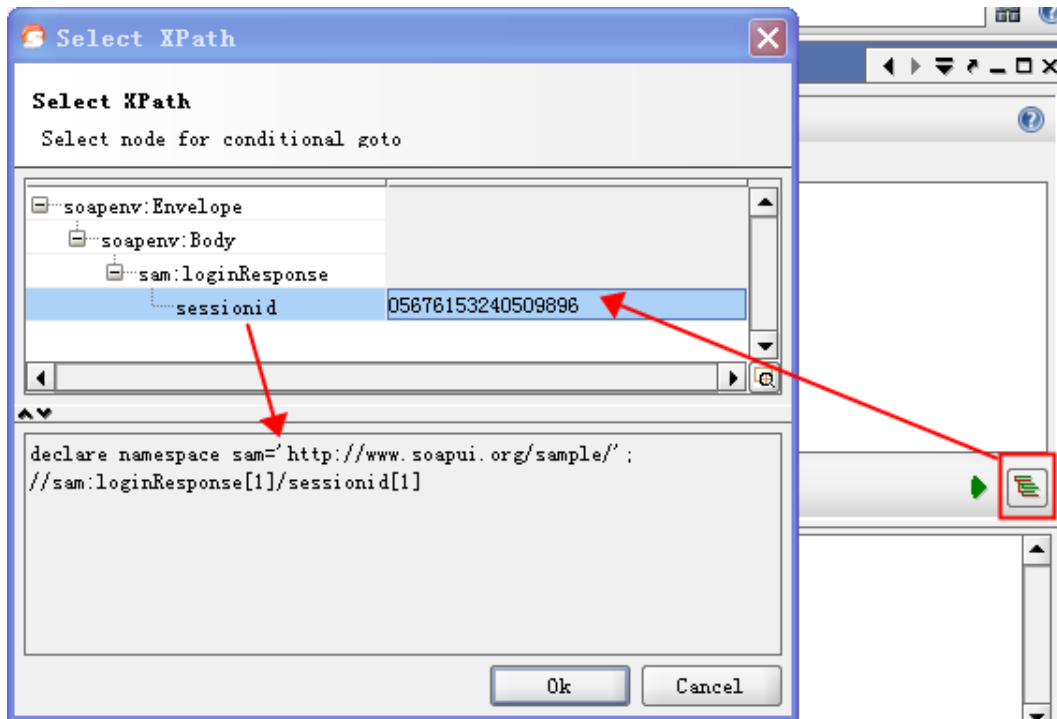 Select XPath
Select XPath
Select node for conditional goto
soapenv:Envelope
soapenv:Body
sam:loginResponse
sessionid 05676153240509896
declare namespace sam='http://www.soapui.org/sample/';
//sam:loginResponse[1]/sessionid[1]
Ok Cancel